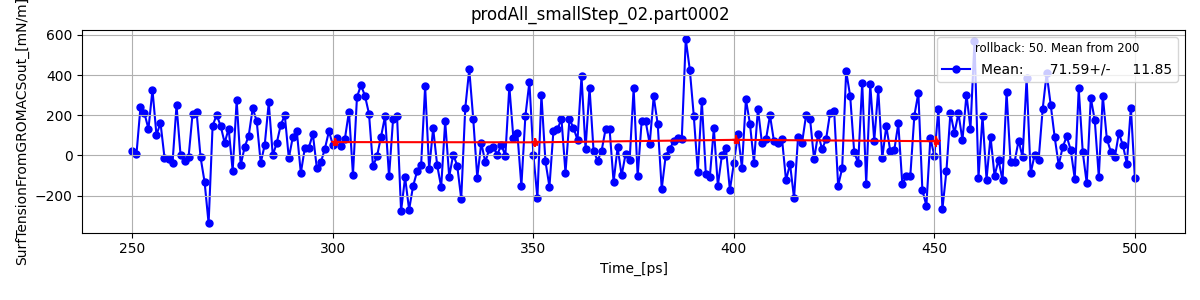 prodAll_smallStep_02.part0002
SurfTensionFromGROMACSout_[mN/m]
600
400
200
0
−200
rollback: 50. Mean from 200
Mean: 71.59+/- 11.85
250
300
350
400
450
500
Time_[ps]